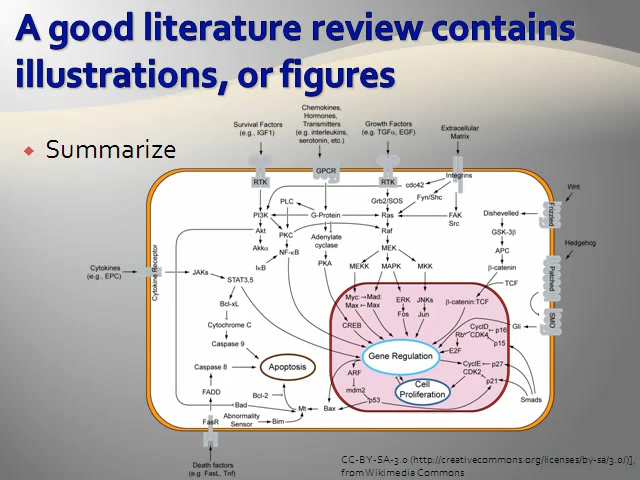 A good literature review contains
illustrations, or figures
Summarize
Survival Factors
(e.g., IGF1)
Chemokines,
Hormones,
Transmitters
(e.g. interleukins,
serotonin, etc.)
Growth Factors
(e.g. TGFα, EGF)
Extracellular
Matrix
RTK
GPCR
RTK
cdc42
Integrins
Wnt
PLC
Grb2/SOS
Fyn/Shc
PI3K
G-Protein
Ras
FAK
Src
Dishevelled
Frizzled
Akt
PKC
Adenylate
cyclase
Raf
GSK-3β
Hedgehog
Akkα
NF-κB
MEK
APC
IκB
PKA
MEKK
MAPK
MKK
β-catenin
Patched
Cytokines
(e.g., EPC)
Cytokine Receptor
JAKs
STAT3,5
TCF
Myc:
Mad:
Max
Max
ERK
JNKs
β-catenin:TCF
Bcl-xL
Fos
Jun
SMO
Cytochrome C
CREB
CycID
p16
Rb
CDK4
p15
Gli
Caspase 9
Gene Regulation
E2F
Caspase 8
Apoptosis
ARF
CycIE
p27
CDK2
p21
FADD
Bcl-2
mdm2
Cell
Proliferation
Bad
Mt
Bax
p53
Smads
FasR
Abnormality
Sensor
Bim
Death factors
(e.g. FasL, Tnf)
CC-BY-SA-3.0 (http://creativecommons.org/licenses/by-sa/3.0/)],
from Wikimedia Commons